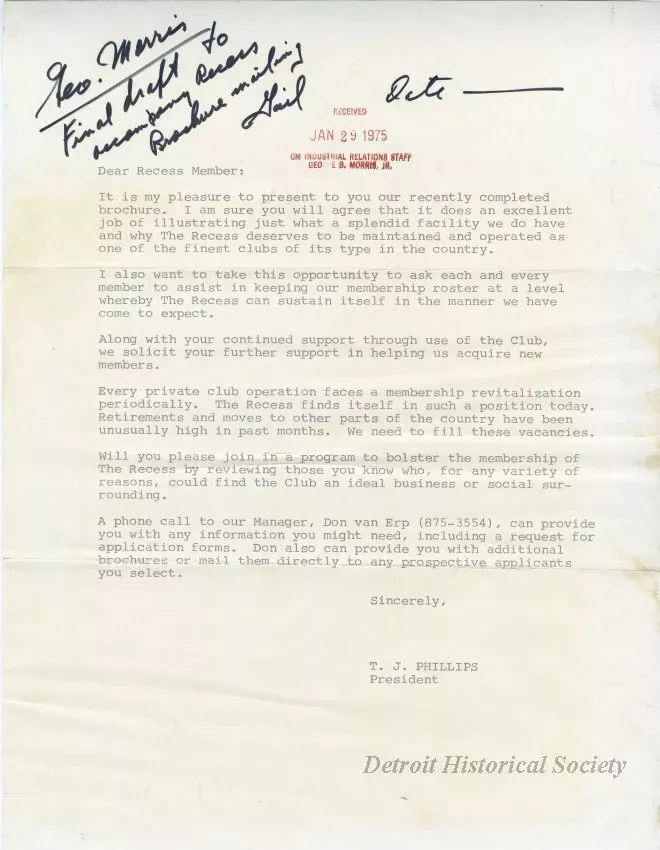 Geo. Morris
Final draft to
accompany Recess
Brochure mailing
Gail
Date
RECEIVED
JAN 29 1975
GM INDUSTRIAL RELATIONS STAFF
GEO E B. MORRIS, JR.
Dear Recess Member:
It is my pleasure to present to you our recently completed
brochure. I am sure you will agree that it does an excellent
job of illustrating just what a splendid facility we do have
and why The Recess deserves to be maintained and operated as
one of the finest clubs of its type in the country.
I also want to take this opportunity to ask each and every
member to assist in keeping our membership roster at a level
whereby The Recess can sustain itself in the manner we have
come to expect.
Along with your continued support through use of the Club,
we solicit your further support in helping us acquire new
members.
Every private club operation faces a membership revitalization
periodically. The Recess finds itself in such a position today.
Retirements and moves to other parts of the country have been
unusually high in past months. We need to fill these vacancies.
Will you please join in a program to bolster the membership of
The Recess by reviewing those you know who, for any variety of
reasons, could find the Club an ideal business or social sur-
rounding.
A phone call to our Manager, Don van Erp (875-3554), can provide
you with any information you might need, including a request for
application forms. Don also can provide you with additional
brochures or mail them directly to any prospective applicants
you select.
Sincerely,
T. J. PHILLIPS
President
Detroit Historical Society